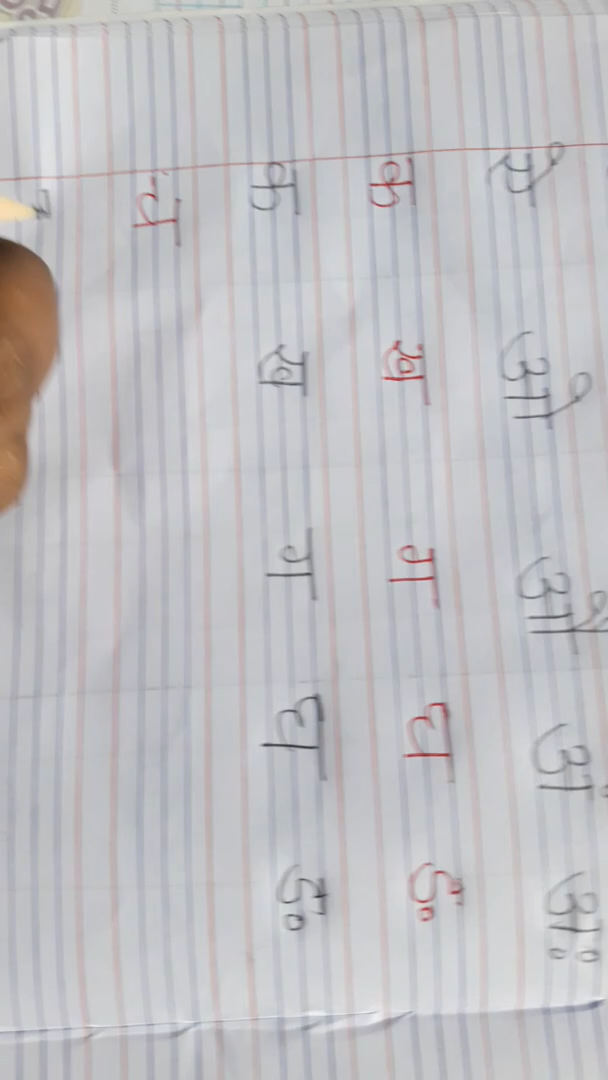 ऐ ओ औ अं अः
क ख ग घ ङ
क ख ग घ ङ
च